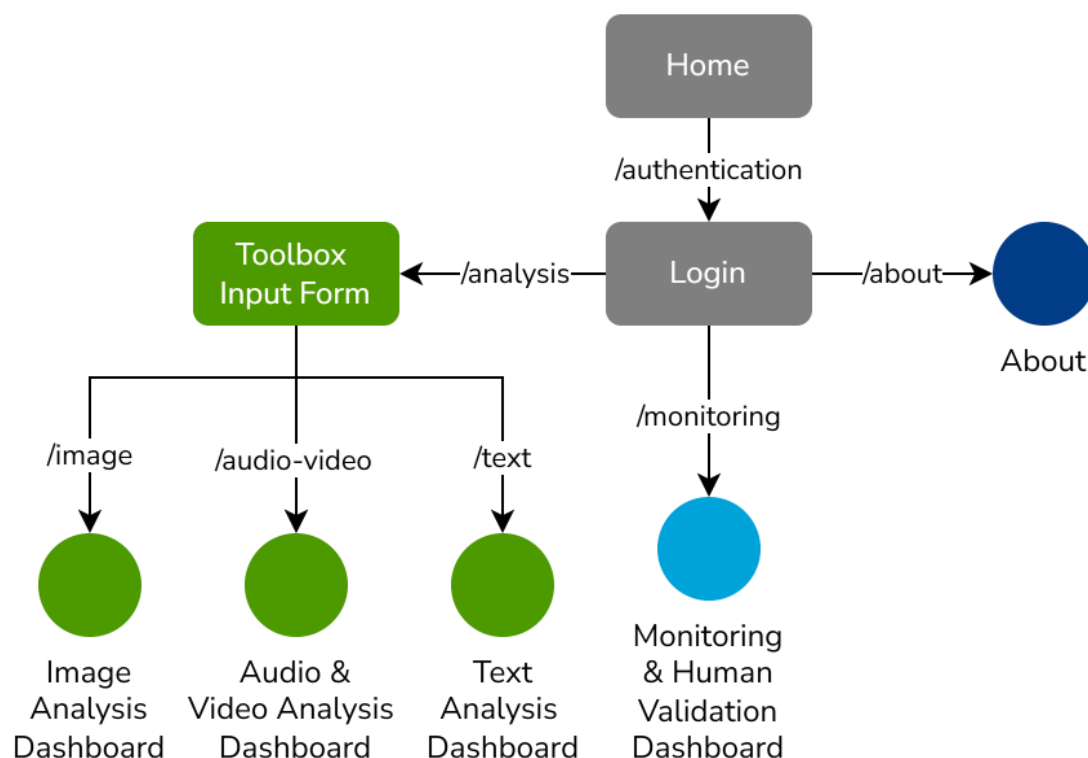 Home
/authentication
Toolbox
Input Form
/analysis
Login
/about
About
/monitoring
/image
/audio-video
/text
Image
Analysis
Dashboard
Audio &
Video Analysis
Dashboard
Text
Analysis
Dashboard
Monitoring
& Human
Validation
Dashboard